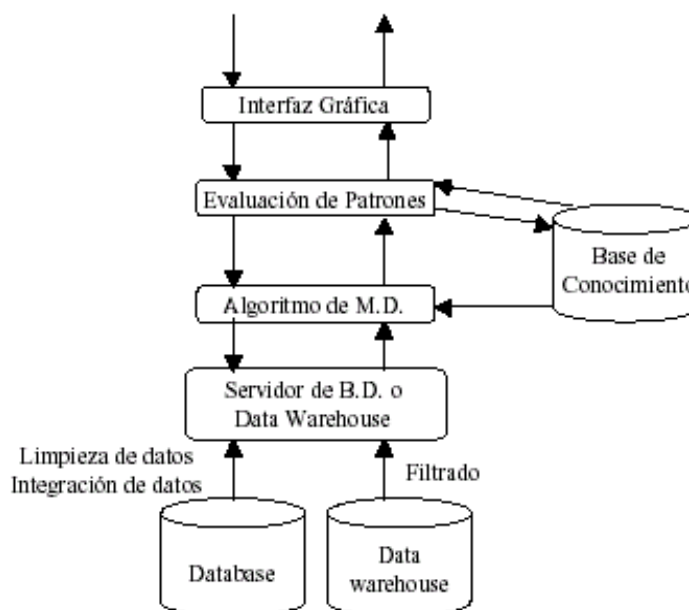 Interfaz Gráfica
Evaluación de Patrones
Base de
Conocimiento
Algoritmo de M.D.
Servidor de B.D. o
Data Warehouse
Limpieza de datos
Integración de datos
Filtrado
Database
Data
warehouse